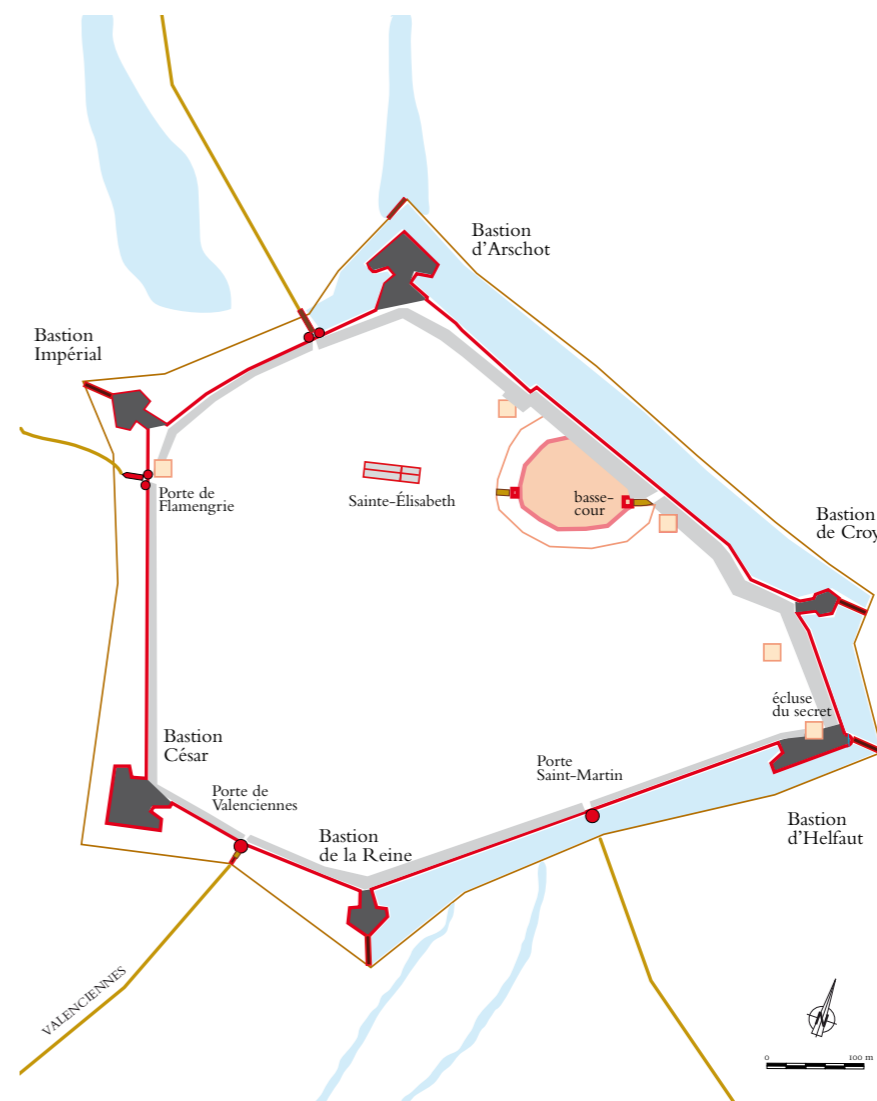 Bastion
d’Arschot
Bastion
Impérial
Porte de
Flamengrie
Sainte-Élisabeth
basse-
cour
Bastion
de Croÿ
écluse
du secret
Bastion
César
Porte de
Valenciennes
Porte
Saint-Martin
Bastion
de la Reine
Bastion
d’Helfaut
VALENCIENNES
N
0 100 m